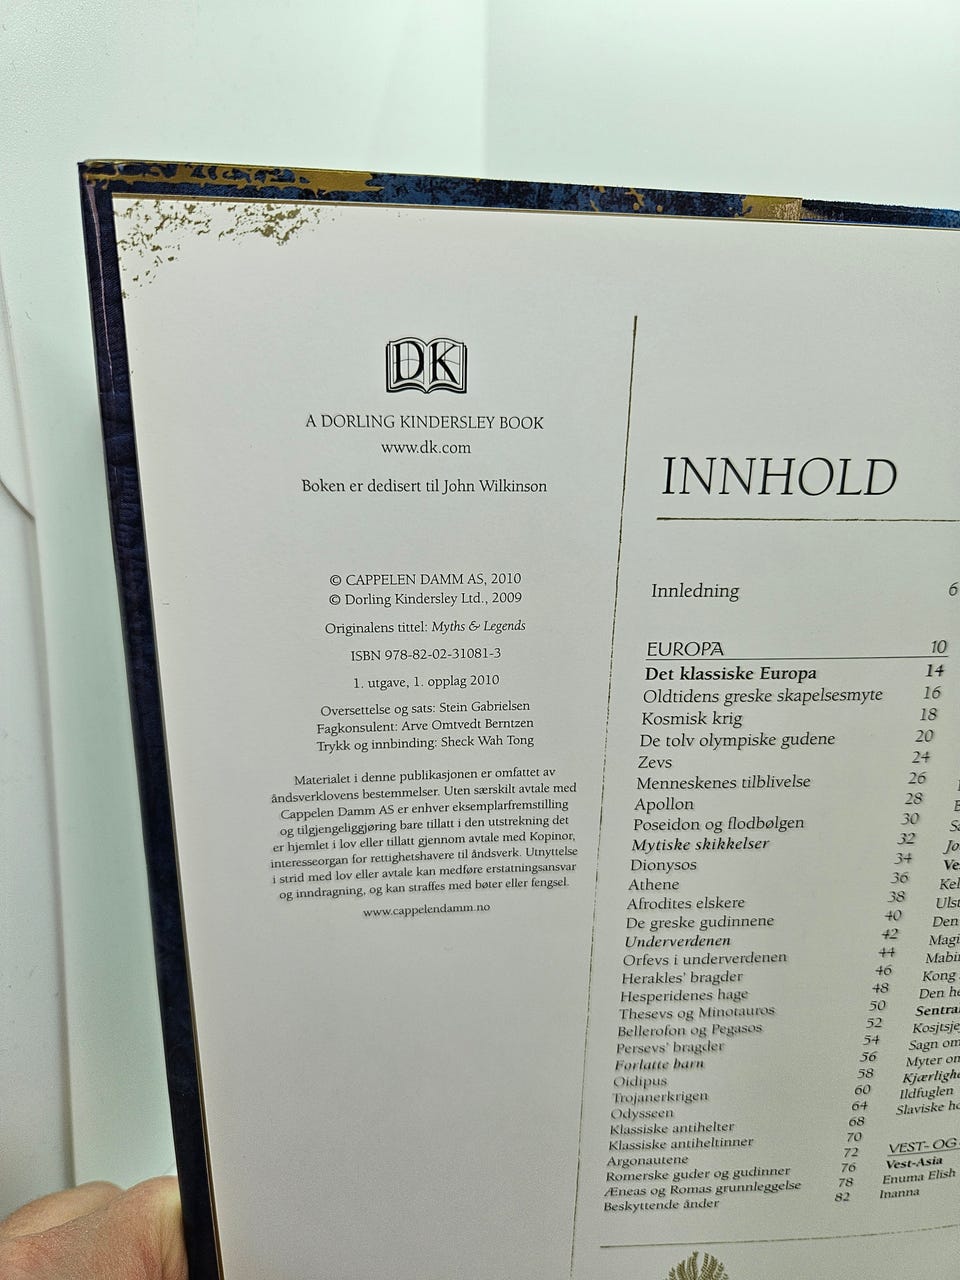 DK
A DORLING KINDERSLEY BOOK
www.dk.com
Boken er dedisert til John Wilkinson
© CAPPELEN DAMM AS, 2010
© Dorling Kindersley Ltd., 2009
Originalens tittel: Myths & Legends
ISBN 978-82-02-31081-3
1. utgave, 1. opplag 2010
Oversettelse og sats: Stein Gabrielsen
Fagkonsulent: Arve Omtvedt Berntzen
Trykk og innbinding: Sheck Wah Tong
Materialet i denne publikasjonen er omfattet av
åndsverklovens bestemmelser. Uten særskilt avtale med
Cappelen Damm AS er enhver eksemplarfremstilling
og tilgjengeliggjøring bare tillatt i den utstrekning det
er hjemlet i lov eller tillatt gjennom avtale med Kopinor,
interesseorgan for rettighetshavere til åndsverk. Utnyttelse
i strid med lov eller avtale kan medføre erstatningsansvar
og inndragning, og kan straffes med bøter eller fengsel.
www.cappelendamm.no
INNHOLD
Innledning 6
EUROPA 10
Det klassiske Europa 14
Oldtidens greske skapelsesmyte 16
Kosmisk krig 18
De tolv olympiske gudene 20
Zevs 24
Menneskenes tilblivelse 26
Apollon 28
Poseidon og flodbølgen 30
Mytiske skikkelser 32
Dionysos 34
Athene 36
Afrodites elskere 38
De greske gudinnene 40
Underverdenen 42
Orfevs i underverdenen 44
Herakles' bragder 46
Hesperidenes hage 48
Thesevs og Minotauros 50
Bellerofon og Pegasos 52
Persevs' bragder 54
Forlatte barn 56
Oidipus 58
Trojanerkrigen 60
Odysseen 64
Klassiske antihelter 68
Klassiske antiheltinner 70
Argonautene 72
Romerske guder og gudinner 76
Æneas og Romas grunnleggelse 78
Beskyttende ånder 82
Kong
Den
Sagn om
Myter
Ildfuglen
Slaviske
VEST- OG
Vest-Asia
Enuma Elish
Inanna